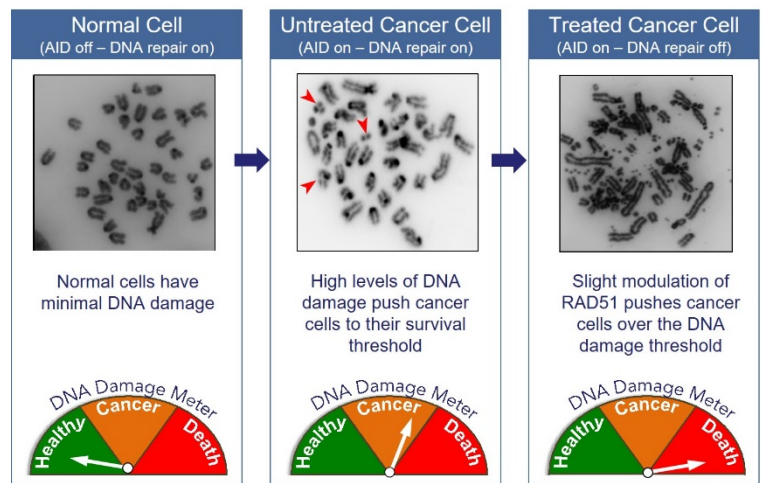 Normal Cell
(AID off – DNA repair on)
Normal cells have
minimal DNA damage
DNA Damage Meter
Healthy
Cancer
Death
Untreated Cancer Cell
(AID on – DNA repair on)
High levels of DNA
damage push cancer
cells to their survival
threshold
DNA Damage Meter
Healthy
Cancer
Death
Treated Cancer Cell
(AID on – DNA repair off)
Slight modulation of
RAD51 pushes cancer
cells over the DNA
damage threshold
DNA Damage Meter
Healthy
Cancer
Death